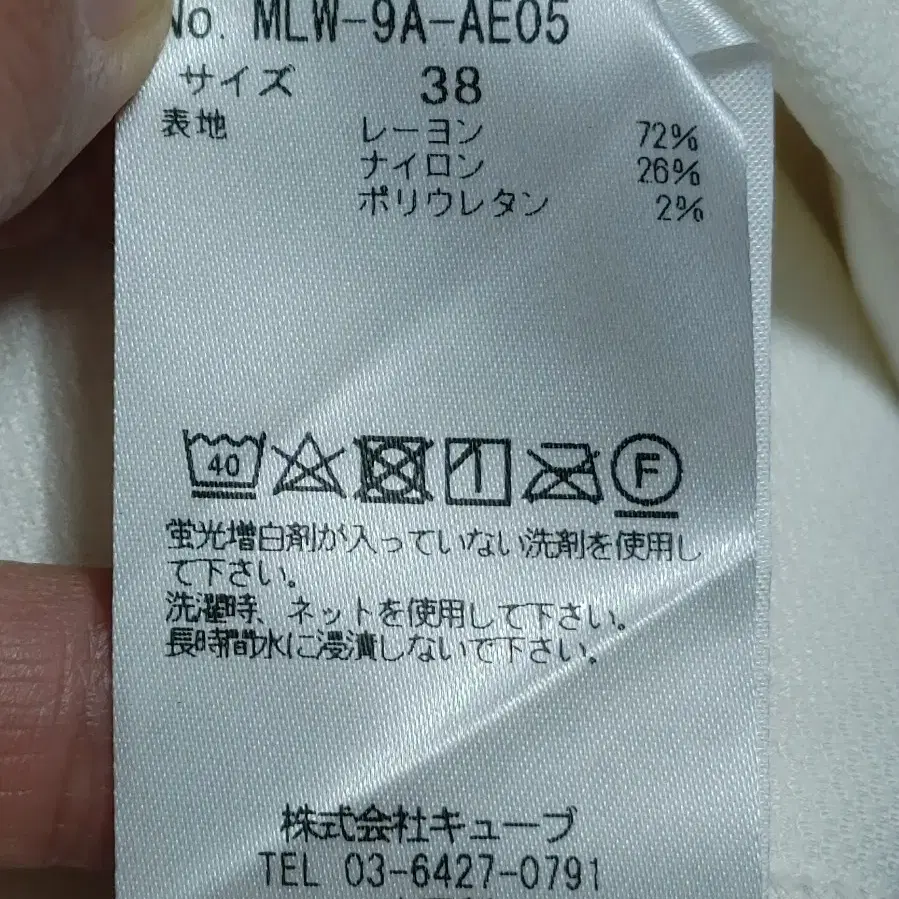 No. MLW-9A-AE05
サイズ 38
表地 レーヨン 72%
ナイロン 26%
ポリウレタン 2%
40 F
蛍光増白剤が入っていない洗剤を使用し
て下さい。
洗濯時、ネットを使用して下さい。
長時間水に浸漬しないで下さい。
株式会社キューブ
TEL 03-6427-0791